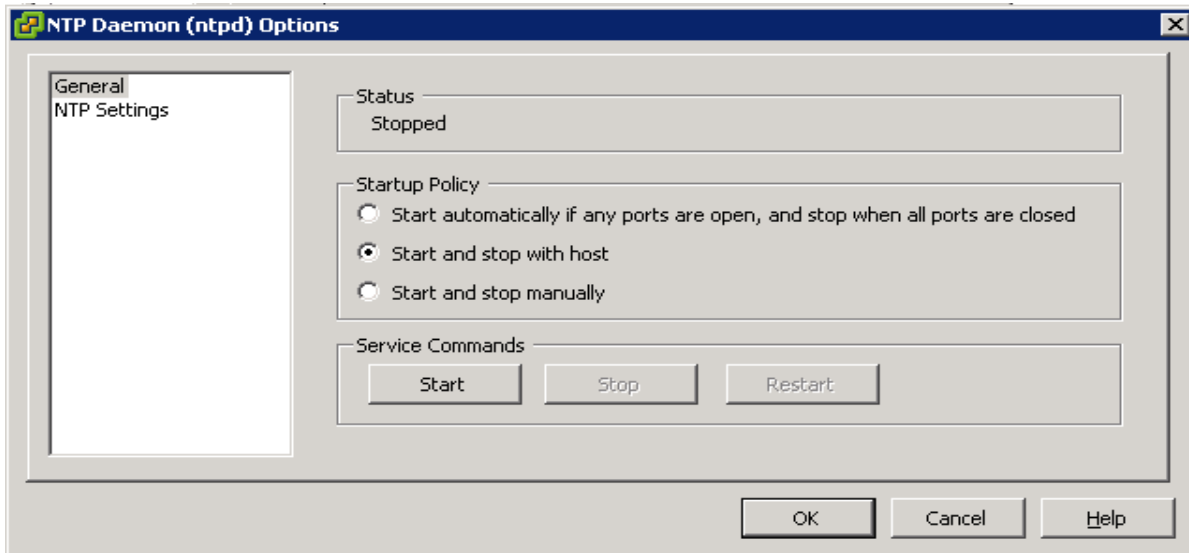 NTP Daemon (ntpd) Options
General
NTP Settings
Status
Stopped
Startup Policy
Start automatically if any ports are open, and stop when all ports are closed
Start and stop with host
Start and stop manually
Service Commands
Start Stop Restart
OK Cancel Help